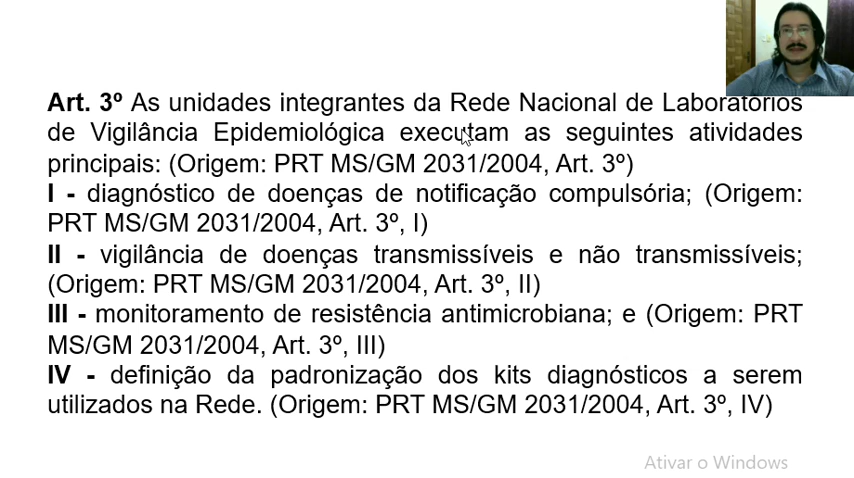 Art. 3º As unidades integrantes da Rede Nacional de Laboratórios
de Vigilância Epidemiológica executam as seguintes atividades
principais: (Origem: PRT MS/GM 2031/2004, Art. 3º)
I - diagnóstico de doenças de notificação compulsória; (Origem:
PRT MS/GM 2031/2004, Art. 3º, I)
II - vigilância de doenças transmissíveis e não transmissíveis;
(Origem: PRT MS/GM 2031/2004, Art. 3º, II)
III - monitoramento de resistência antimicrobiana; e (Origem: PRT
MS/GM 2031/2004, Art. 3º, III)
IV - definição da padronização dos kits diagnósticos a serem
utilizados na Rede. (Origem: PRT MS/GM 2031/2004, Art. 3º, IV)
Ativar o Windows